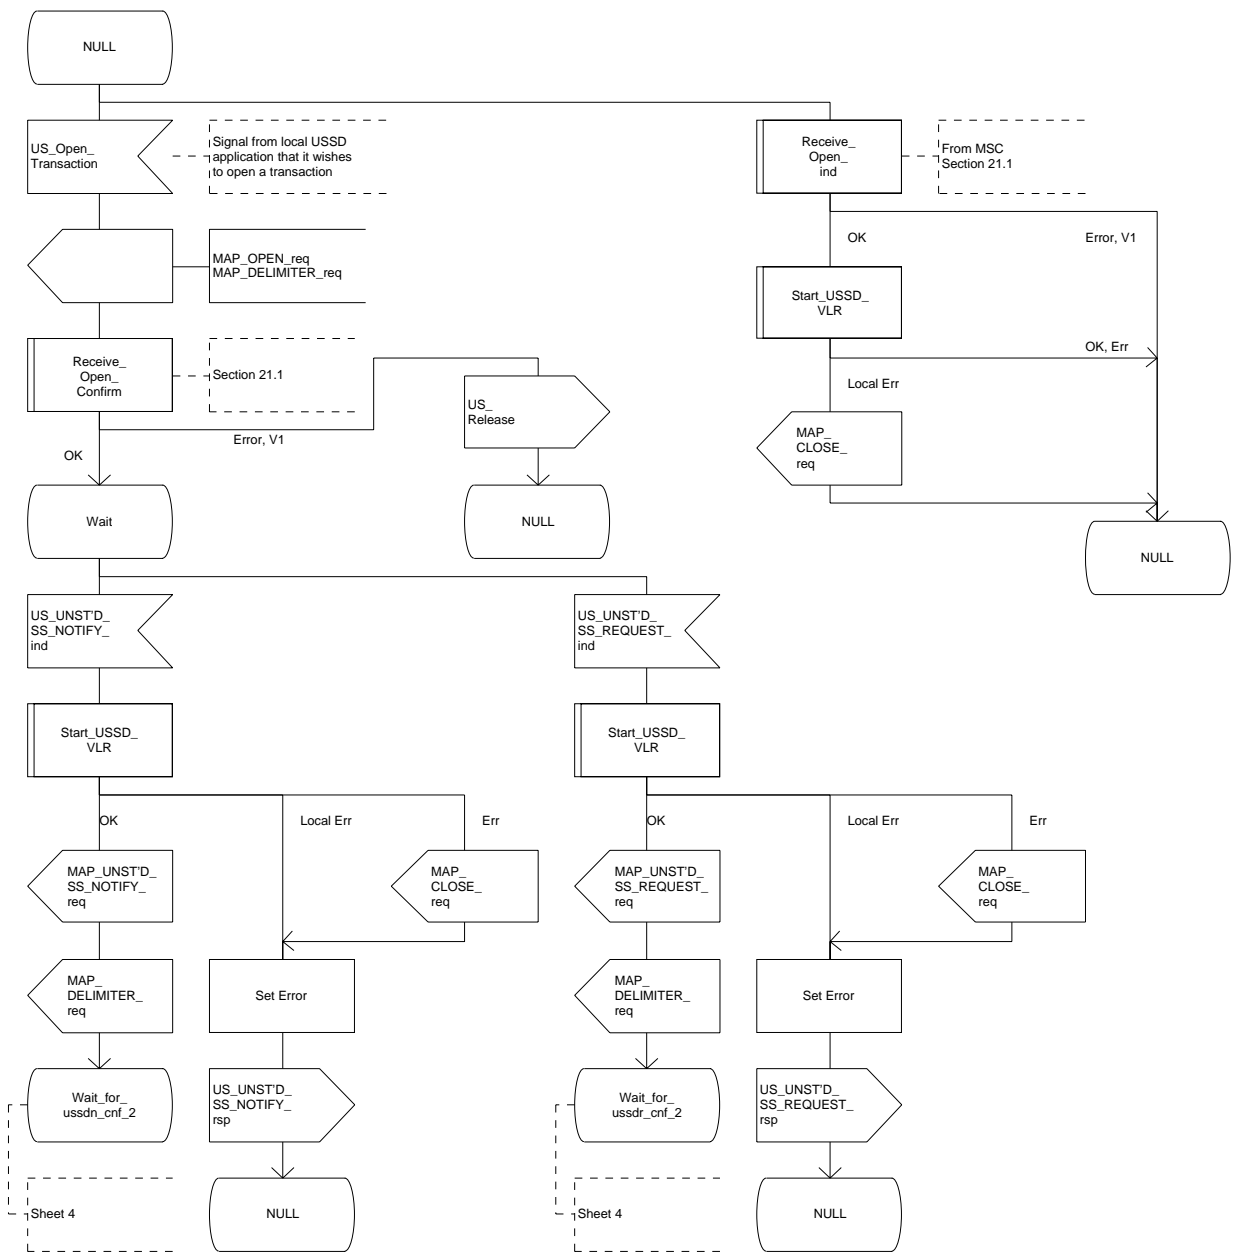 NULL
US_Open_
Transaction
Signal from local USSD
application that it wishes
to open a transaction
Receive_
Open_
ind
From MSC
Section 21.1
OK
Error, V1
MAP_OPEN_req
MAP_DELIMITER_req
Start_USSD_
VLR
Receive_
Open_
Confirm
Section 21.1
OK, Err
Local Err
US_
Release
MAP_
CLOSE_
req
Error, V1
OK
Wait
NULL
NULL
US_UNST'D_
SS_NOTIFY_
ind
US_UNST'D_
SS_REQUEST_
ind
Start_USSD_
VLR
Start_USSD_
VLR
OK
Local Err
Err
OK
Local Err
Err
MAP_UNST'D_
SS_NOTIFY_
req
MAP_
CLOSE_
req
MAP_UNST'D_
SS_REQUEST_
req
MAP_
CLOSE_
req
MAP_
DELIMITER_
req
Set Error
MAP_
DELIMITER_
req
Set Error
Wait_for_
ussdn_cnf_2
US_UNST'D_
SS_NOTIFY_
rsp
Wait_for_
ussdr_cnf_2
US_UNST'D_
SS_REQUEST_
rsp
Sheet 4
NULL
Sheet 4
NULL